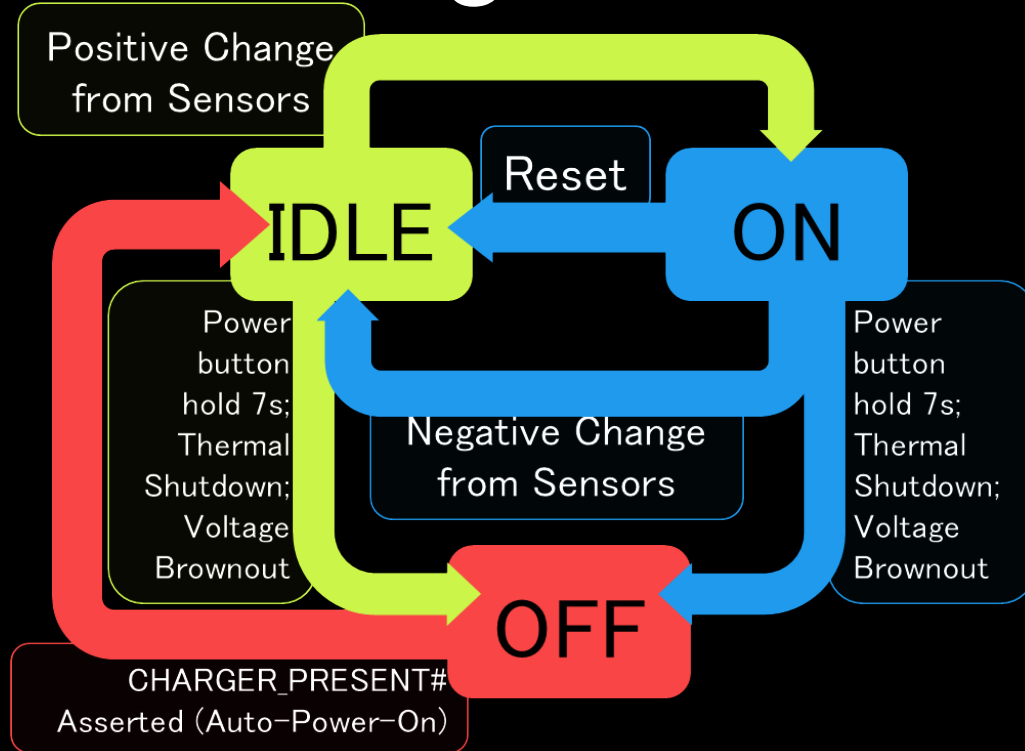 Positive Change
from Sensors
Reset
IDLE
ON
Power
button
hold 7s;
Thermal
Shutdown;
Voltage
Brownout
Negative Change
from Sensors
Power
button
hold 7s;
Thermal
Shutdown;
Voltage
Brownout
OFF
CHARGER_PRESENT#
Asserted (Auto-Power-On)